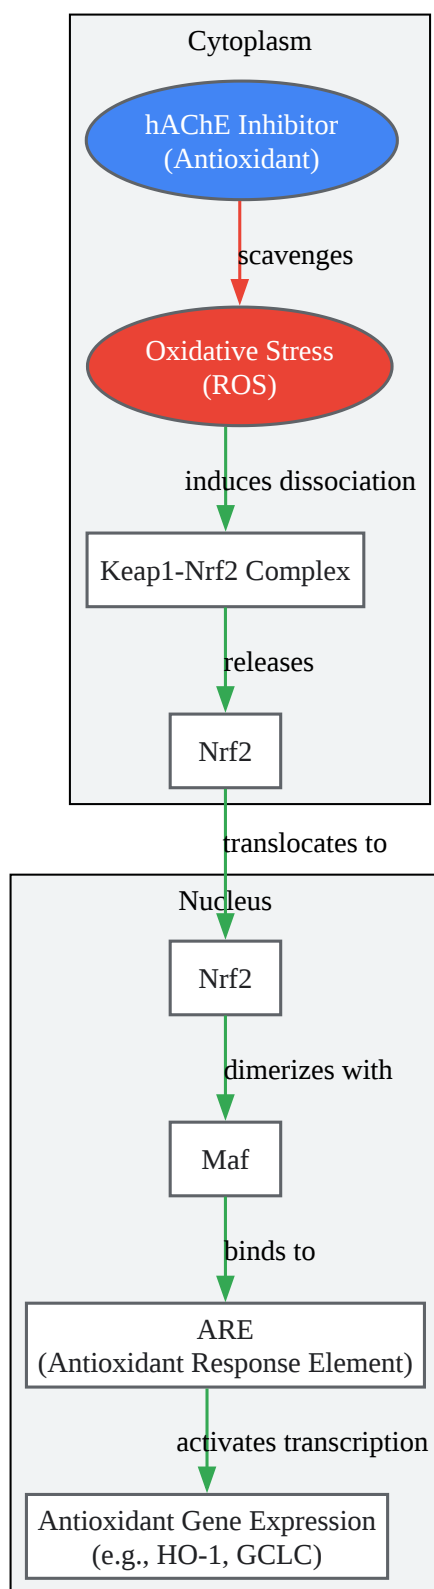 Cytoplasm
hAChE Inhibitor
(Antioxidant)
scavenges
Oxidative Stress
(ROS)
induces dissociation
Keap1-Nrf2 Complex
releases
Nrf2
translocates to
Nucleus
Nrf2
dimerizes with
Maf
binds to
ARE
(Antioxidant Response Element)
activates transcription
Antioxidant Gene Expression
(e.g., HO-1, GCLC)